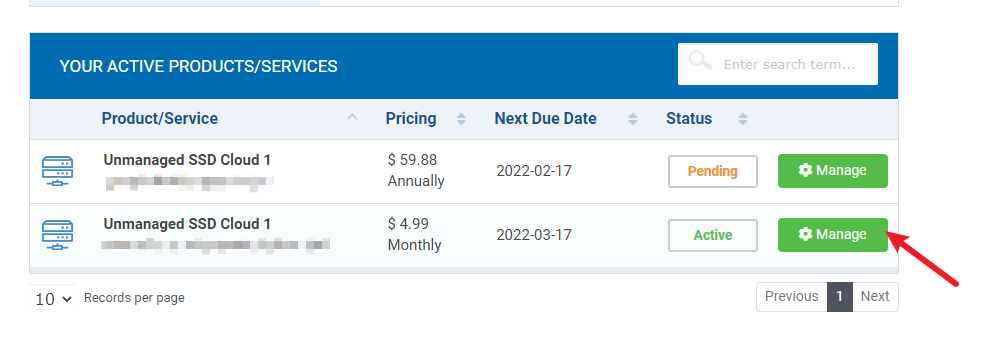 YOUR ACTIVE PRODUCTS/SERVICES
Enter search term...
Product/Service Pricing Next Due Date Status
Unmanaged SSD Cloud 1 $ 59.88 Annually 2022-02-17 Pending Manage
Unmanaged SSD Cloud 1 $ 4.99 Monthly 2022-03-17 Active Manage
10 Records per page Previous 1 Next